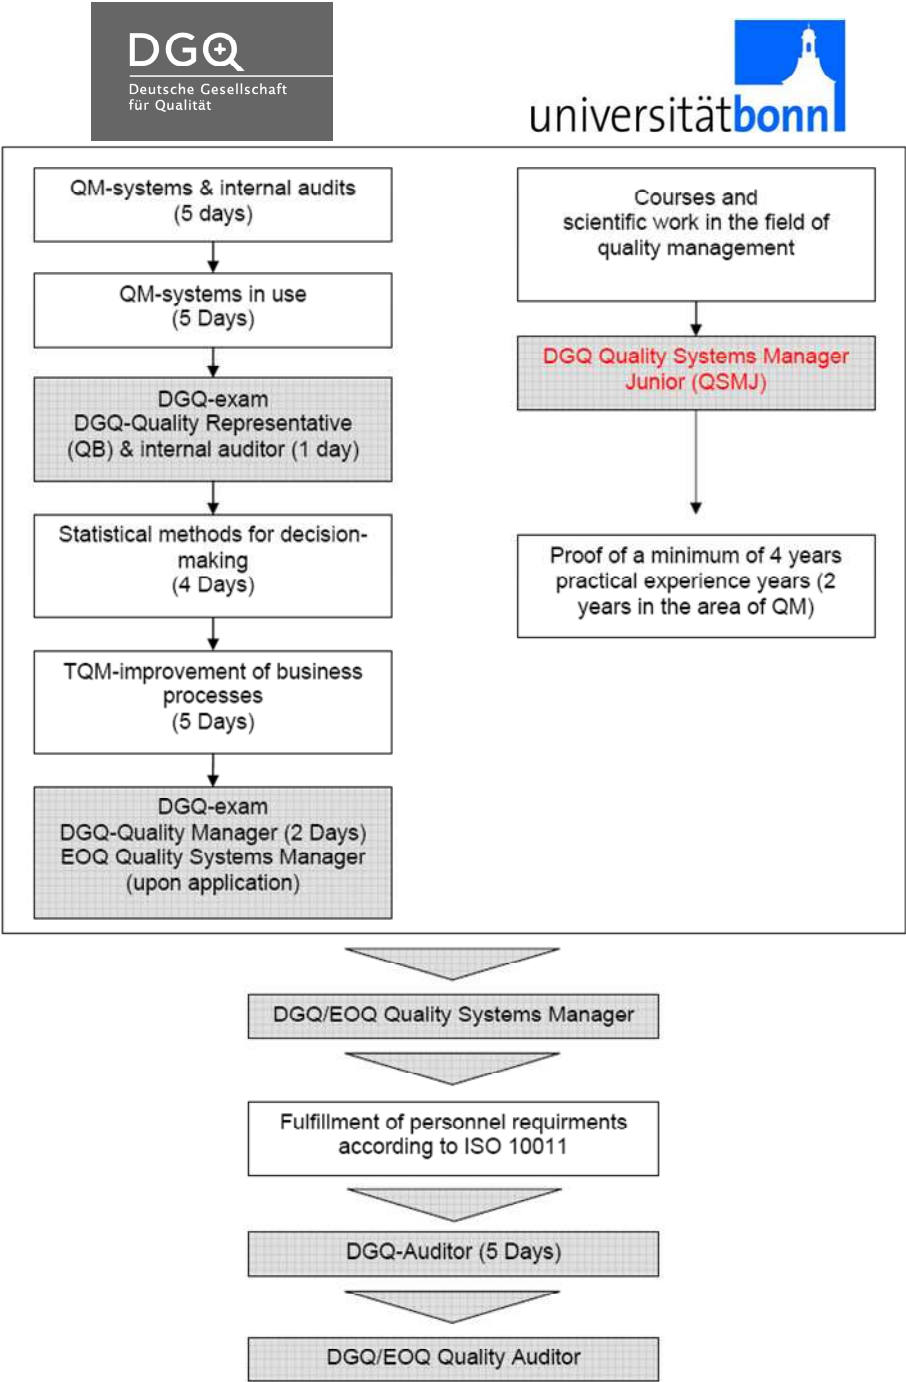 DGQ
Deutsche Gesellschaft
für Qualität
universitätbonn
QM-systems & internal audits
(5 days)
QM-systems in use
(5 Days)
DGQ-exam
DGQ-Quality Representative
(QB) & internal auditor (1 day)
Statistical methods for decision-
making
(4 Days)
TQM-improvement of business
processes
(5 Days)
DGQ-exam
DGQ-Quality Manager (2 Days)
EOQ Quality Systems Manager
(upon application)
Courses and
scientific work in the field of
quality management
DGQ Quality Systems Manager
Junior (QSMJ)
Proof of a minimum of 4 years
practical experience years (2
years in the area of QM)
DGQ/EOQ Quality Systems Manager
Fulfillment of personnel requirments
according to ISO 10011
DGQ-Auditor (5 Days)
DGQ/EOQ Quality Auditor